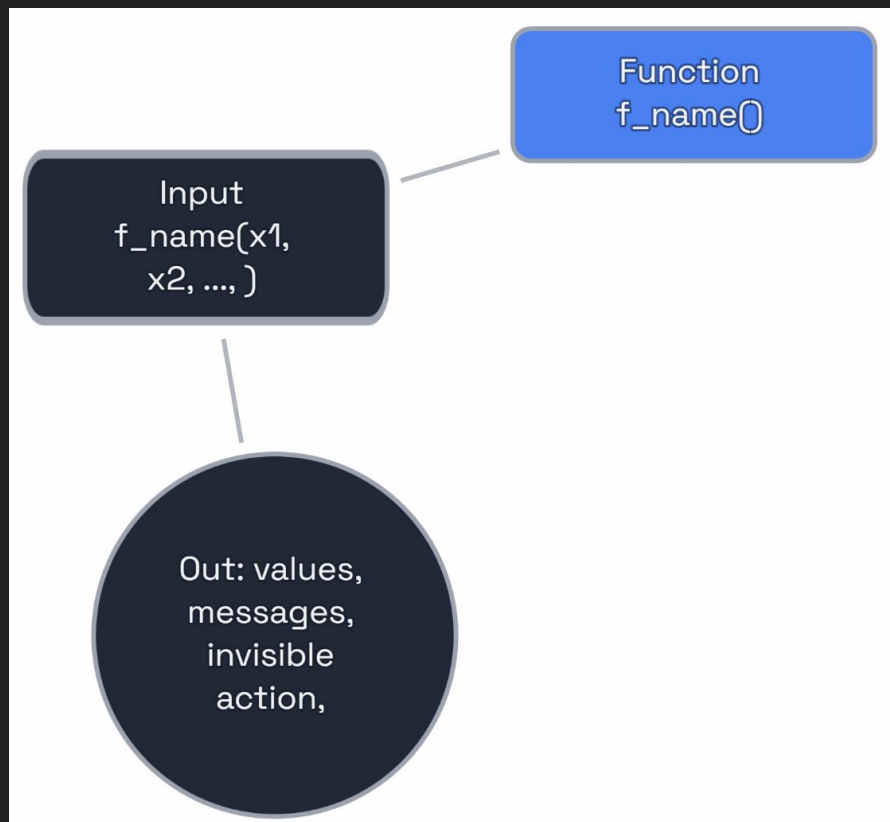 Function
f_name()
Input
f_name(x1,
x2, ..., )
Out: values,
messages,
invisible
action,